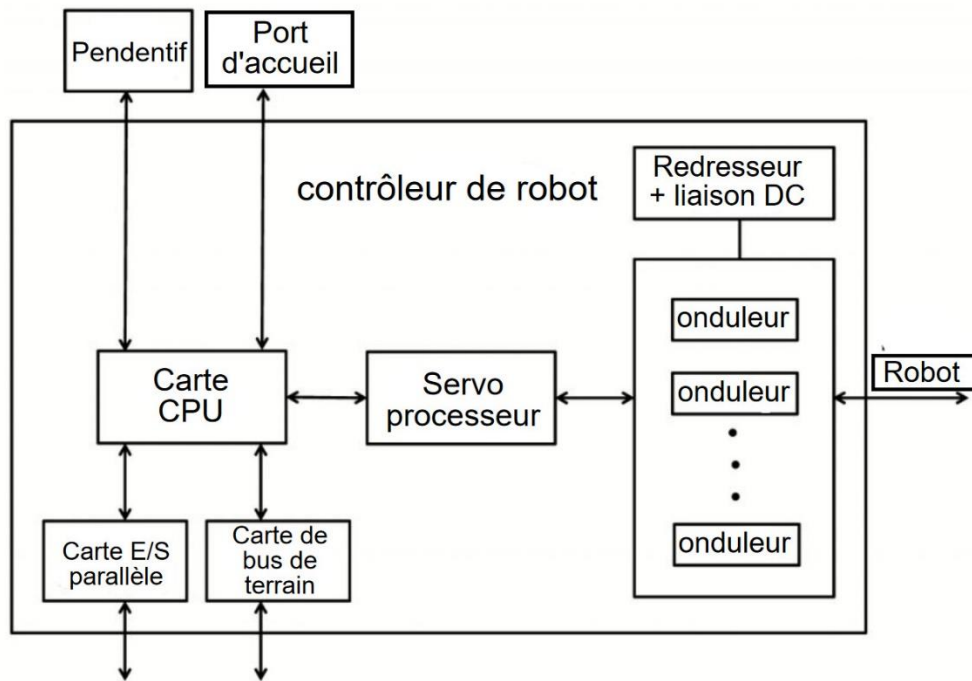 Pendentif
Port
d'accueil
contrôleur de robot
Redresseur
+ liaison DC
onduleur
onduleur
onduleur
Robot
Carte
CPU
Servo
processeur
Carte E/S
parallèle
Carte de
bus de
terrain